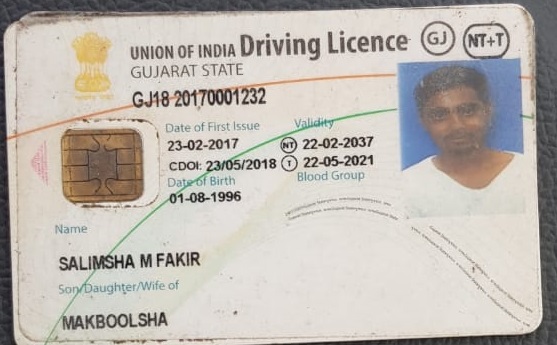 UNION OF INDIA Driving Licence GJ NT+T
GUJARAT STATE
GJ18 20170001232
Date of First Issue Validity
23-02-2017 NT 22-02-2037
CDOI: 23/05/2018 T 22-05-2021
Date of Birth Blood Group
01-08-1996
Name
SALIMSHA M FAKIR
Son/Daughter/Wife of
MAKBOOLSHA